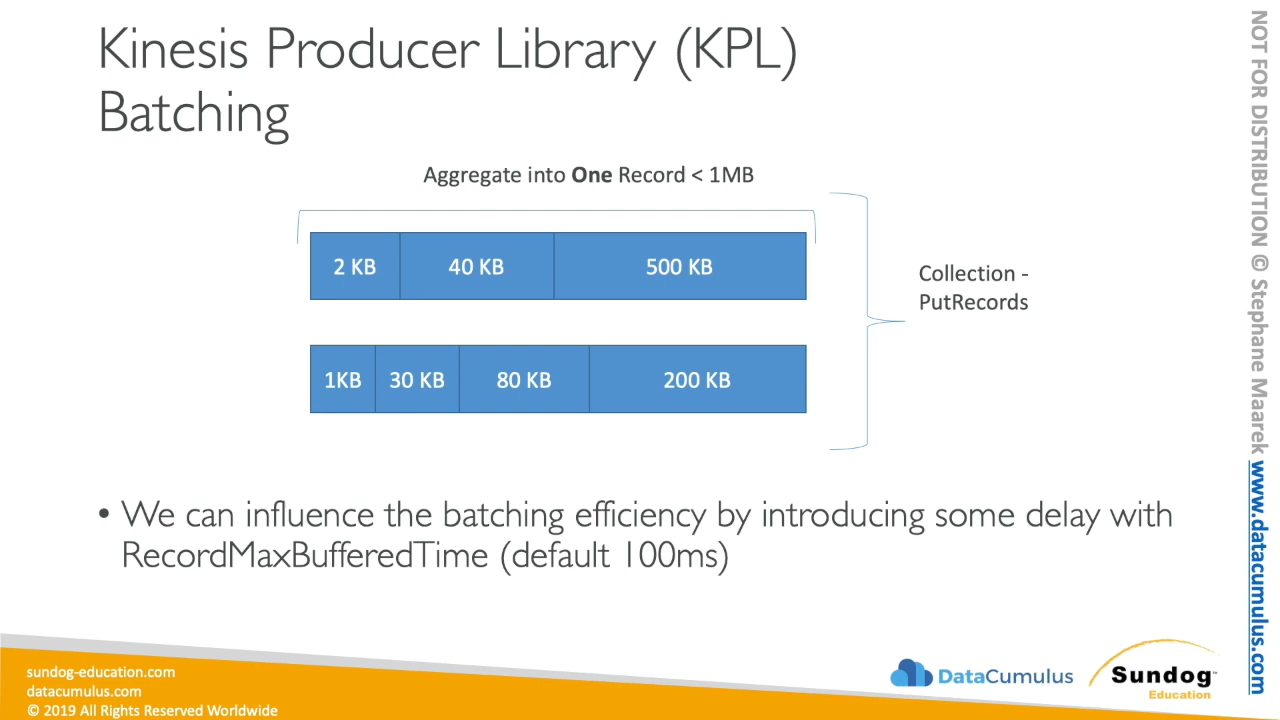 Kinesis Producer Library (KPL)
Batching
Aggregate into One Record < 1MB
2 KB
40 KB
500 KB
1KB
30 KB
80 KB
200 KB
Collection -
PutRecords
• We can influence the batching efficiency by introducing some delay with
RecordMaxBufferedTime (default 100ms)
sundog-education.com
datacumulus.com
© 2019 All Rights Reserved Worldwide
DataCumulus
Sundog™
Education
NOT FOR DISTRIBUTION © Stephane Maarek www.datacumulus.com